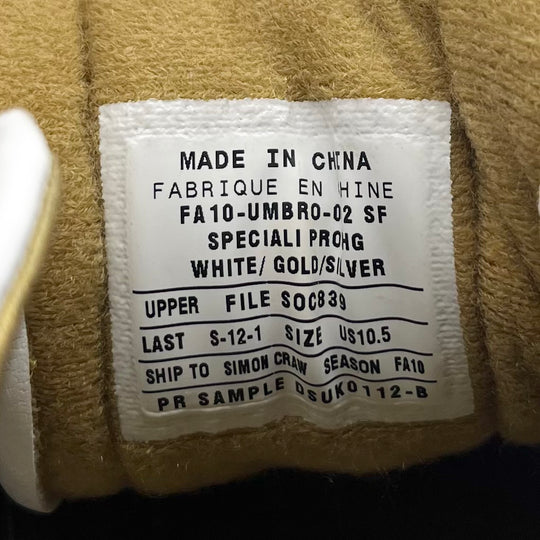 MADE IN CHINA
FABRIQUE EN HINE
FA10-UMBRO-02 SF
SPECIALI PROHG
WHITE/ GOLD/SILVER
UPPER FILE SOC839
LAST S-12-1 SIZE US10.5
SHIP TO SIMON CRAW SEASON FA10
PR SAMPLE DSUK0112-B